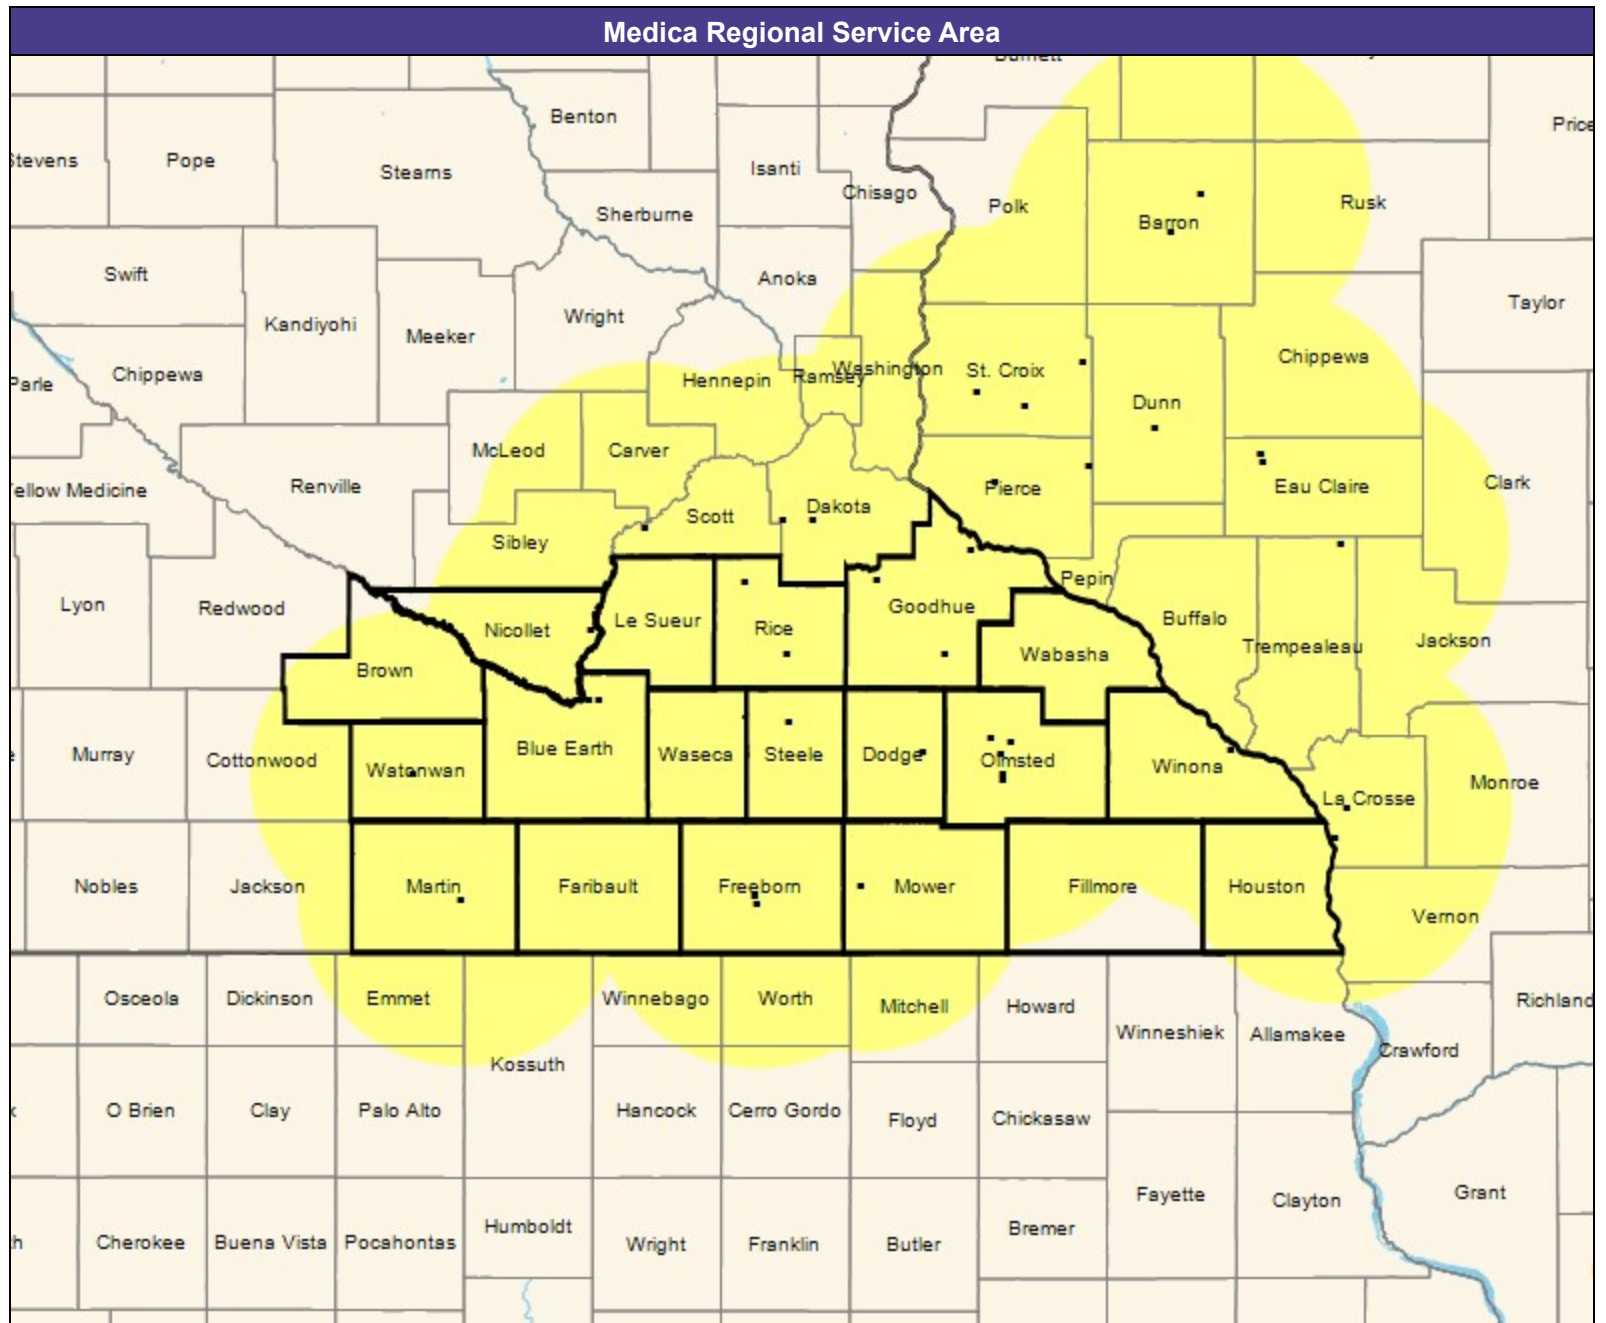 Medica Regional Service Area
Benton
Price
Pope
Stearns
Isanti
Chisago
Polk
Barron
Rusk
Sherburne
Swift
Anoka
Kandiyohi
Meeker
Wright
Taylor
Chippewa
Hennepin
Ramsey
Washington
St. Croix
Chippewa
Dunn
McLeod
Carver
Renville
Scott
Dakota
Pierce
Eau Claire
Clark
Sibley
Lyon
Redwood
Nicollet
Le Sueur
Rice
Goodhue
Pepin
Buffalo
Trempealeau
Jackson
Brown
Wabasha
Murray
Cottonwood
Watonwan
Blue Earth
Waseca
Steele
Dodge
Olmsted
Winona
La Crosse
Monroe
Nobles
Jackson
Martin
Faribault
Freeborn
Mower
Fillmore
Houston
Vernon
Osceola
Dickinson
Emmet
Kossuth
Winnebago
Worth
Mitchell
Howard
Winneshiek
Allamakee
Crawford
Richland
O Brien
Clay
Palo Alto
Hancock
Cerro Gordo
Floyd
Chickasaw
Fayette
Clayton
Grant
Cherokee
Buena Vista
Pocahontas
Humboldt
Wright
Franklin
Butler
Bremer